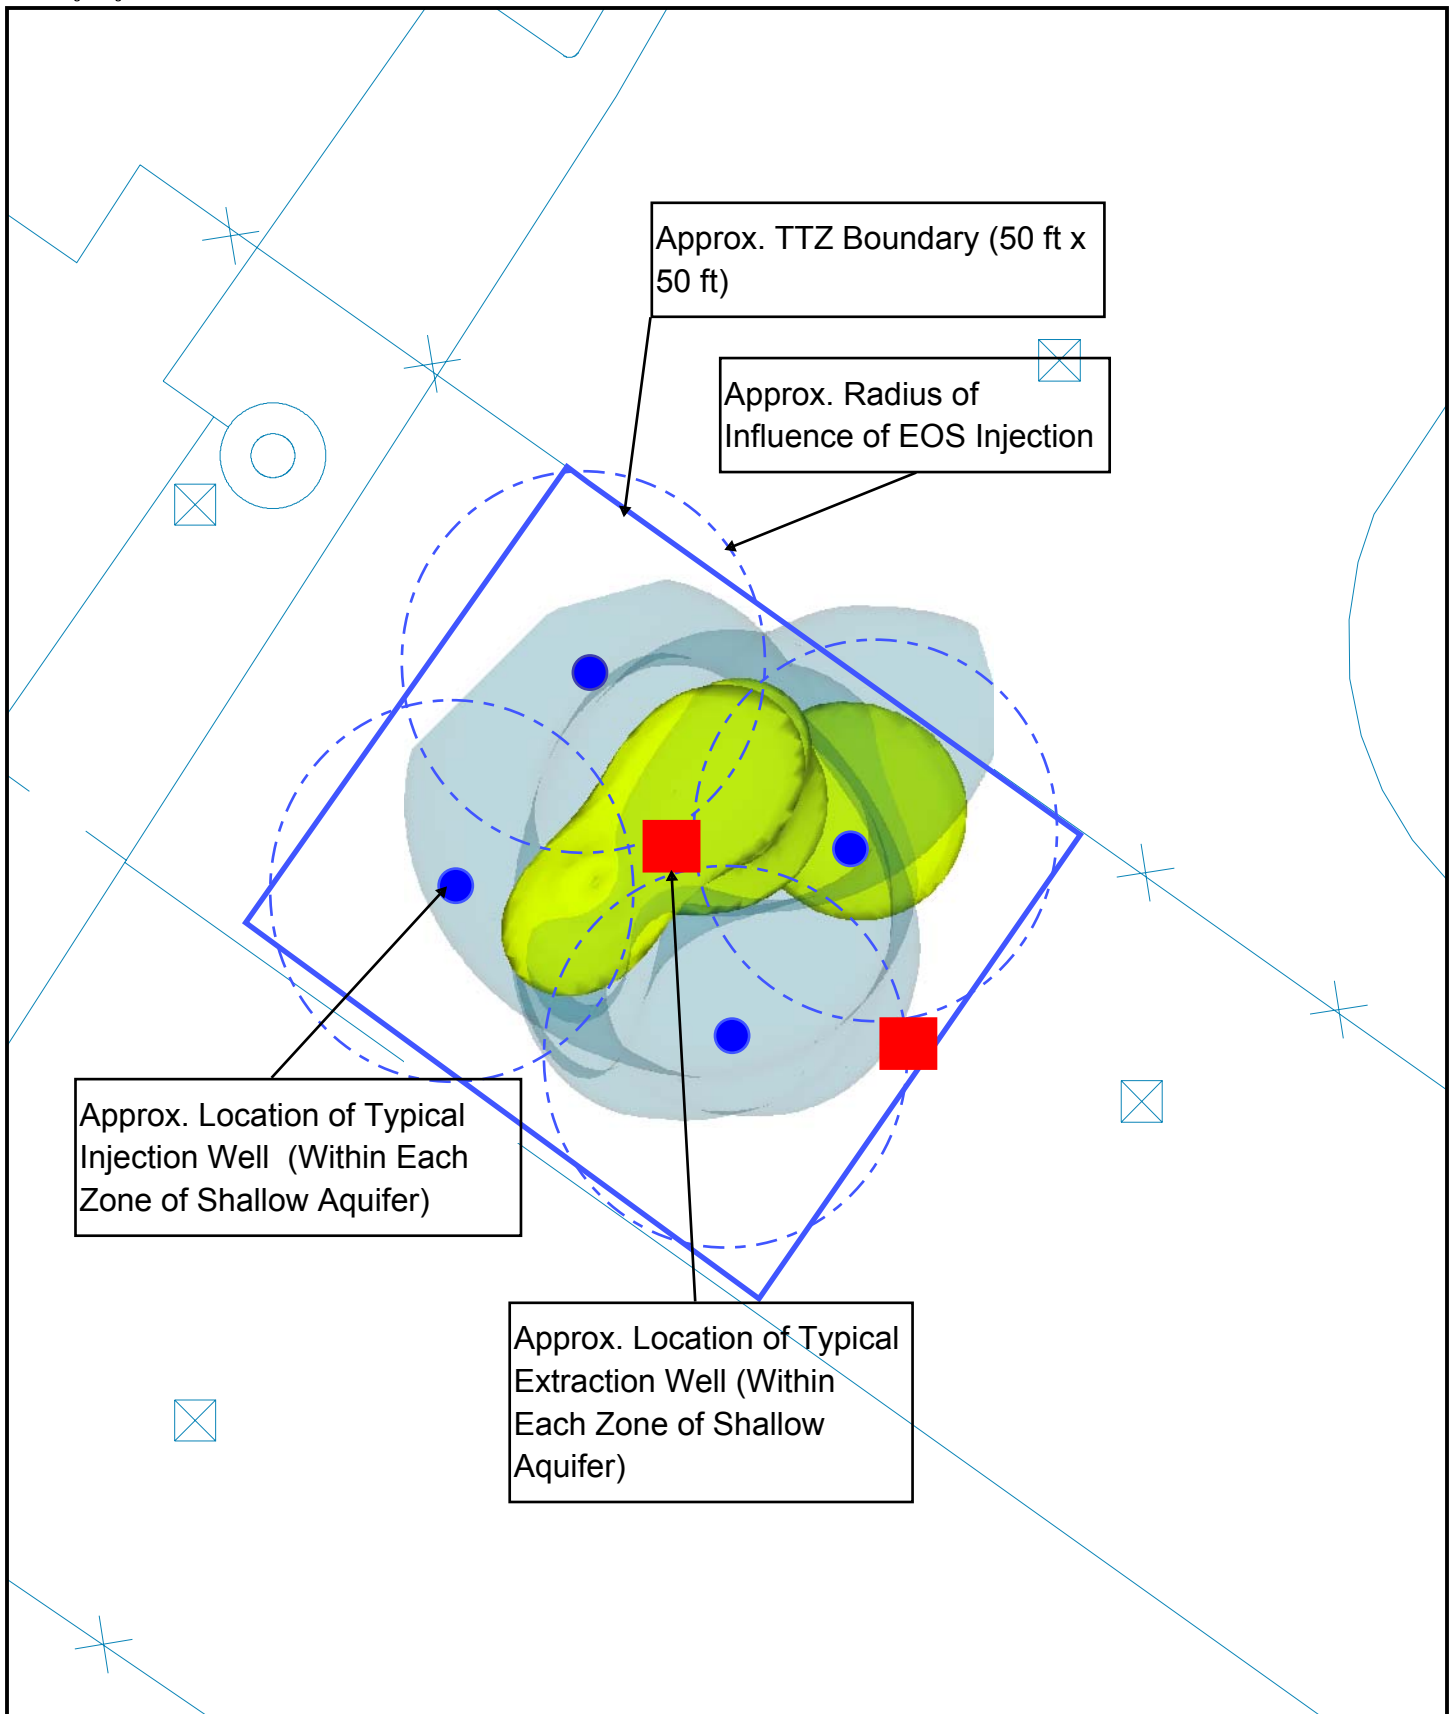 Approx. TTZ Boundary (50 ft x
50 ft)
Approx. Radius of
Influence of EOS Injection
Approx. Location of Typical
Injection Well (Within Each
Zone of Shallow Aquifer)
Approx. Location of Typical
Extraction Well (Within
Each Zone of Shallow
Aquifer)